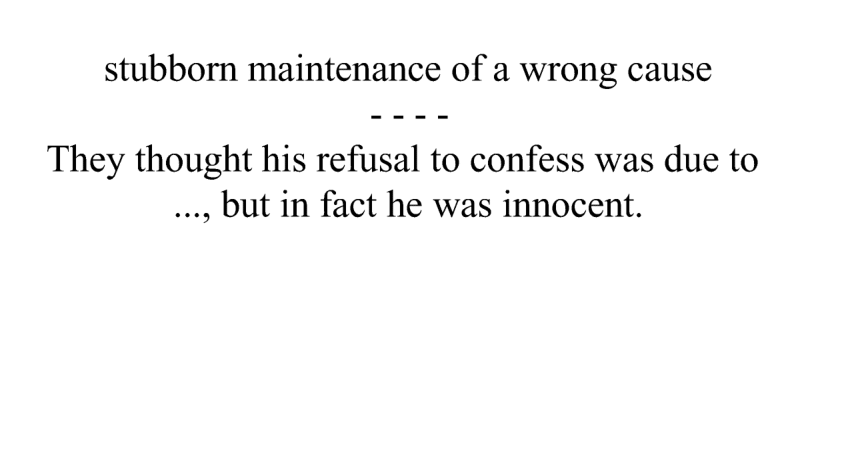 stubborn maintenance of a wrong cause
- - - -
They thought his refusal to confess was due to
..., but in fact he was innocent.